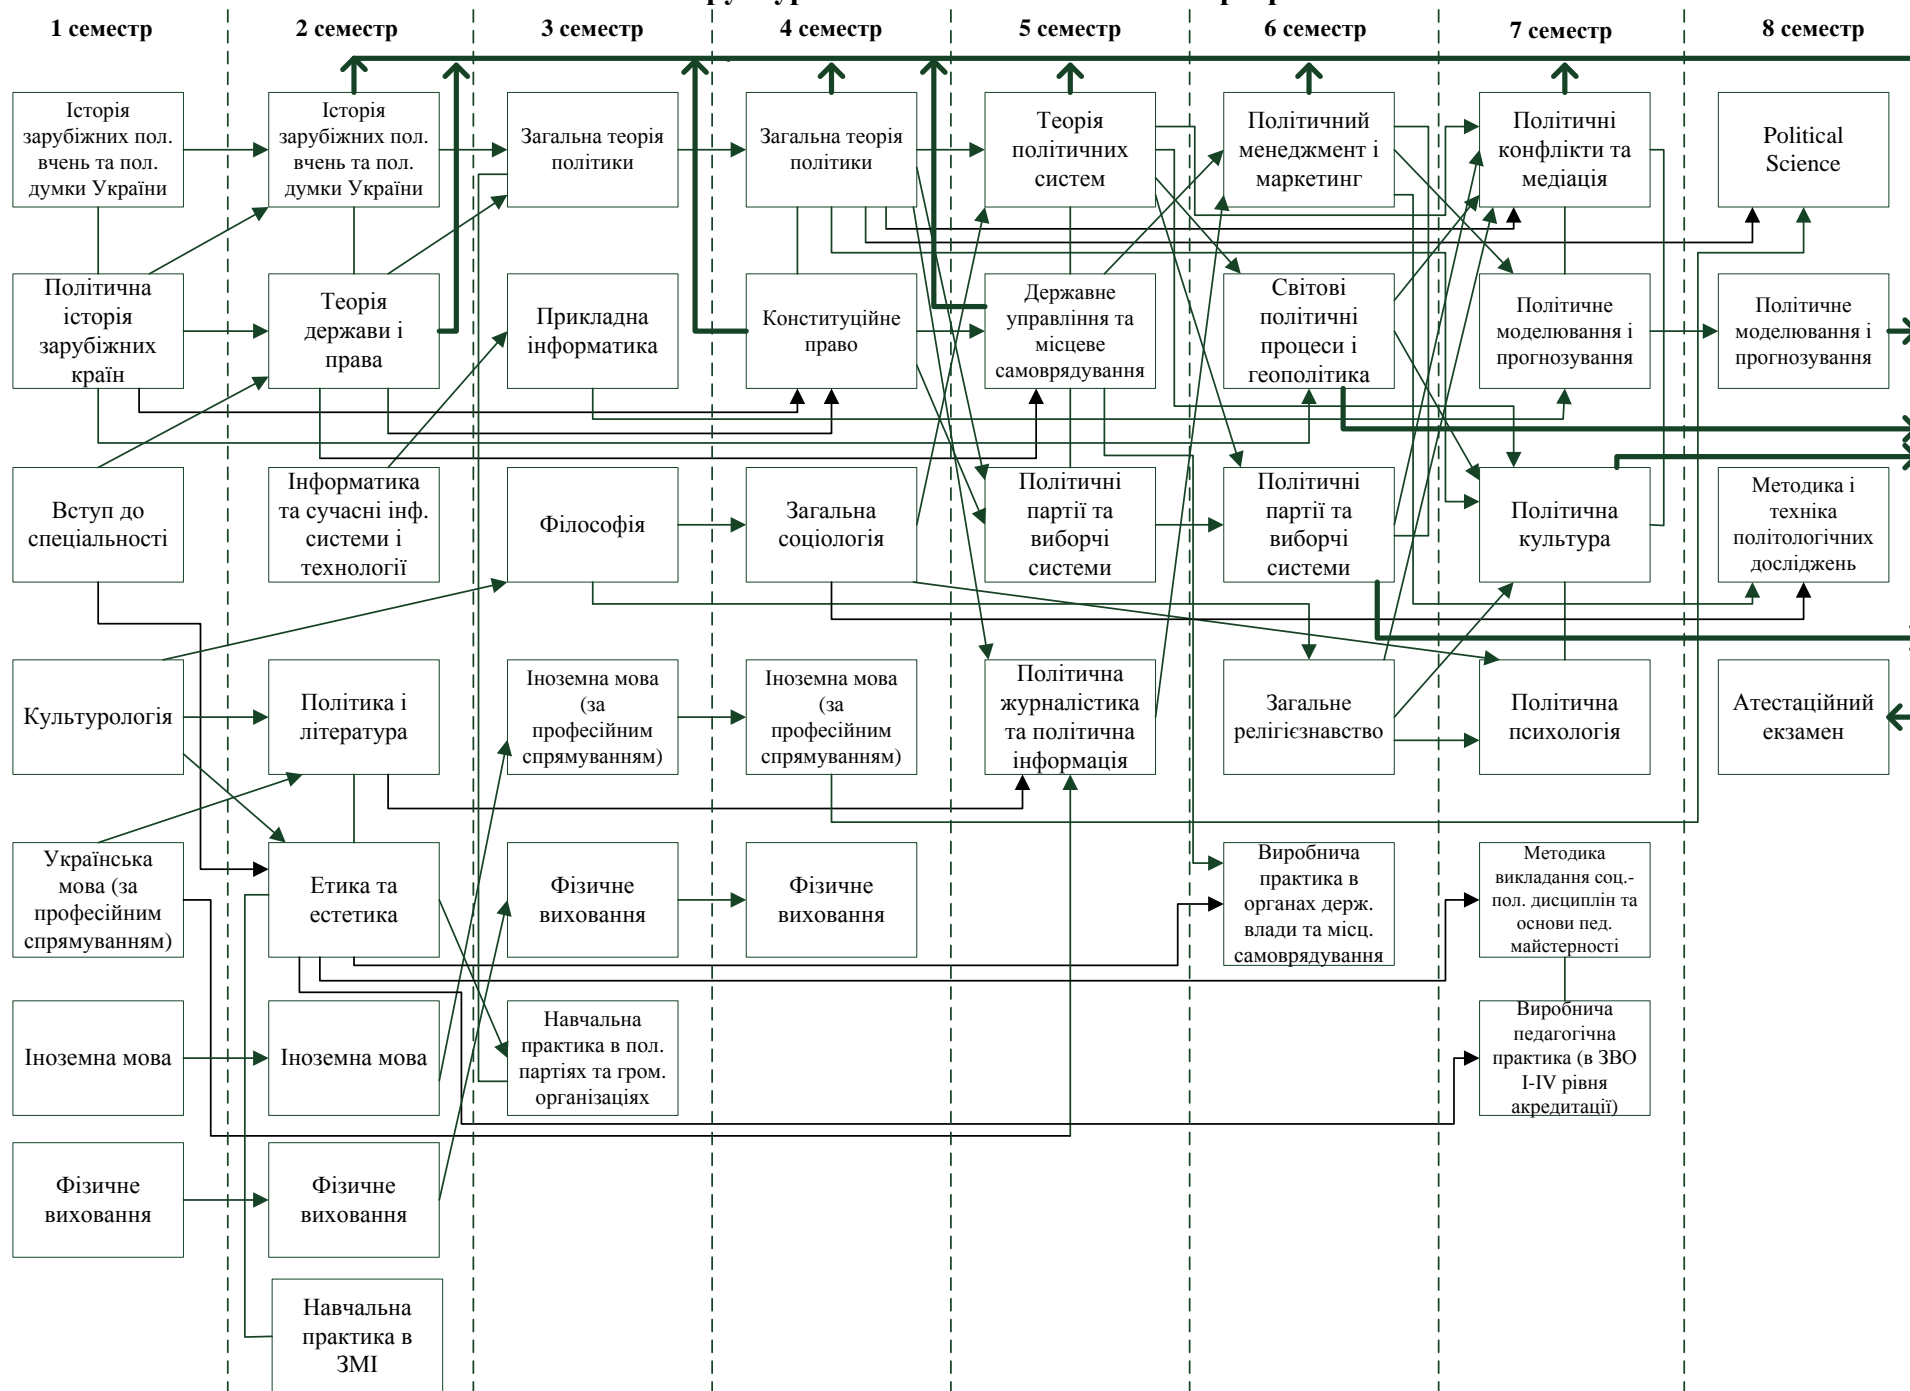 1 семестр
2 семестр
3 семестр
4 семестр
5 семестр
6 семестр
7 семестр
8 семестр
Історія
зарубіжних пол.
вчень та пол.
думки України
Історія
зарубіжних пол.
вчень та пол.
думки України
Загальна теорія
політики
Загальна теорія
політики
Теорія
політичних
систем
Політичний
менеджмент і
маркетинг
Політичні
конфлікти та
медіація
Political
Science
Політична
історія
зарубіжних
країн
Теорія
держави і
права
Прикладна
інформатика
Конституційне
право
Державне
управління та
місцеве
самоврядування
Світові
політичні
процеси і
геополітика
Політичне
моделювання і
прогнозування
Політичне
моделювання і
прогнозування
Вступ до
спеціальності
Інформатика
та сучасні інф.
системи і
технології
Філософія
Загальна
соціологія
Політичні
партії та
виборчі
системи
Політичні
партії та
виборчі
системи
Політична
культура
Методика і
техніка
політологічних
досліджень
Культурологія
Політика і
література
Іноземна мова
(за
професійним
спрямуванням)
Іноземна мова
(за
професійним
спрямуванням)
Політична
журналістика
та політична
інформація
Загальне
релігієзнавство
Політична
психологія
Атестаційний
екзамен
Українська
мова (за
професійним
спрямуванням)
Етика та
естетика
Фізичне
виховання
Фізичне
виховання
Виробнича
практика в
органах держ.
влади та місц.
самоврядування
Методика
викладання соц.-
пол. дисциплін та
основи пед.
майстерності
Іноземна мова
Іноземна мова
Навчальна
практика в пол.
партіях та гром.
організаціях
Виробнича
педагогічна
практика (в ЗВО
I-IV рівня
акредитації)
Фізичне
виховання
Фізичне
виховання
Навчальна
практика в
ЗМІ